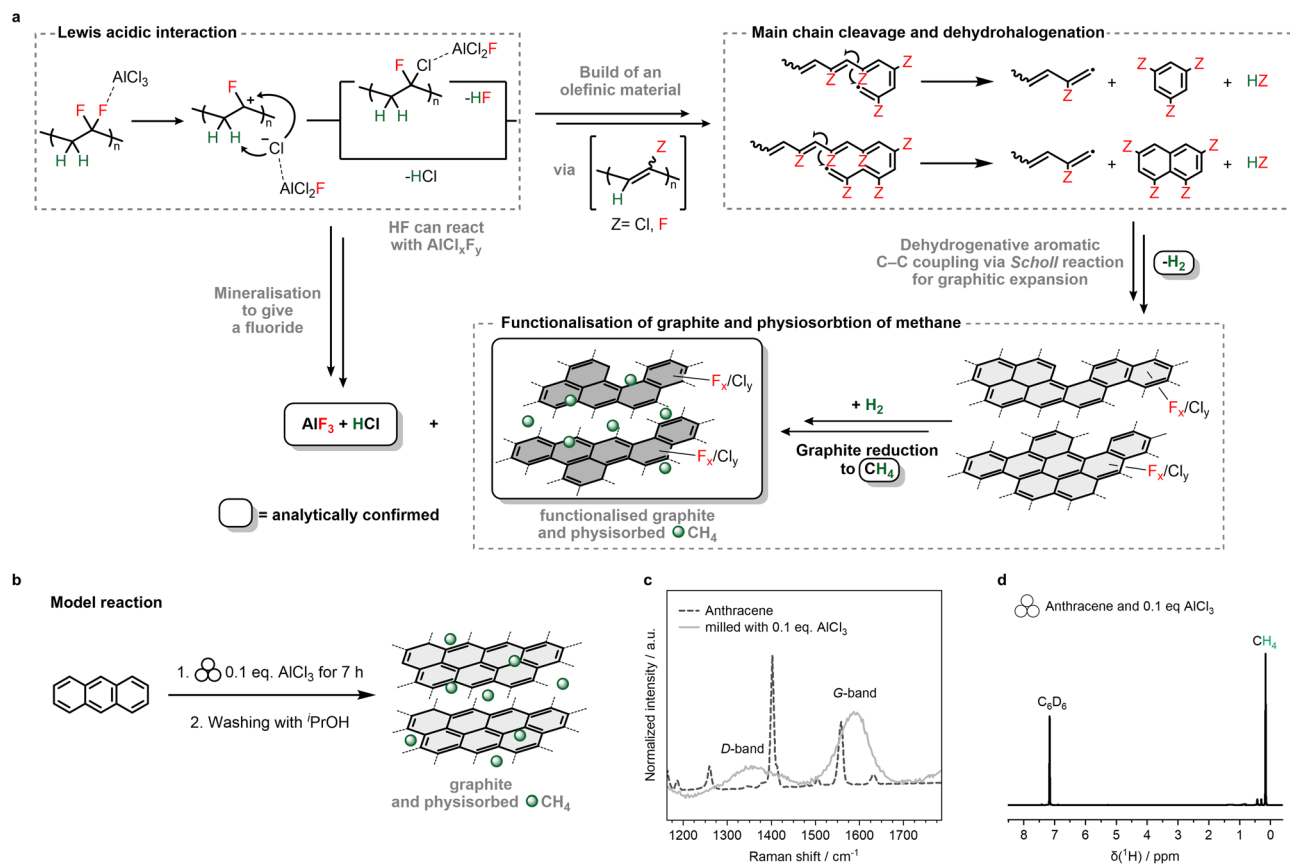 a
Lewis acidic interaction
AlCl3
F
F
H
H
n
F
+
n
H
H
−
Cl
AlCl2F
AlCl2F
F
Cl
n
H
H
-HF
-HCl
Build of an
olefinic material
via
Z
H
n
Z= Cl, F
Main chain cleavage and dehydrohalogenation
Z
Z
Z
Z
Z
+
Z
Z
Z
+
HZ
Z
Z
Z
Z
Z
Z
+
Z
Z
Z
Z
+
HZ
HF can react
with AlClxFy
Mineralisation
to give
a fluoride
Dehydrogenative aromatic
C–C coupling via Scholl reaction
for graphitic expansion
-H2
Functionalisation of graphite and physiosorbtion of methane
Fx/Cly
Fx/Cly
AlF3 + HCl
+
+ H2
Graphite reduction
to CH4
Fx/Cly
Fx/Cly
= analytically confirmed
functionalised graphite
and physisorbed CH4
b
Model reaction
1. 0.1 eq. AlCl3 for 7 h
2. Washing with iPrOH
graphite
and physisorbed CH4
c
Anthracene
milled with 0.1 eq. AlCl3
Normalized intensity / a.u.
D-band
G-band
1200 1300 1400 1500 1600 1700
Raman shift / cm-1
d
Anthracene and 0.1 eq AlCl3
CH4
C6D6
8 7 6 5 4 3 2 1 0
δ(1H) / ppm